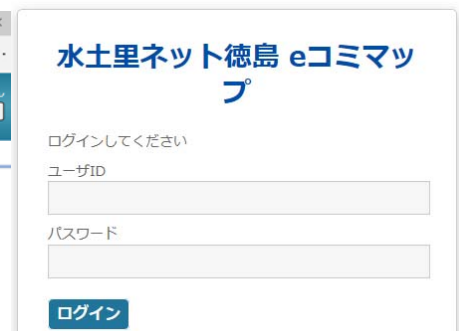 水土里ネット徳島 eコミマッ
プ
ログインしてください
ユーザID
パスワード
ログイン